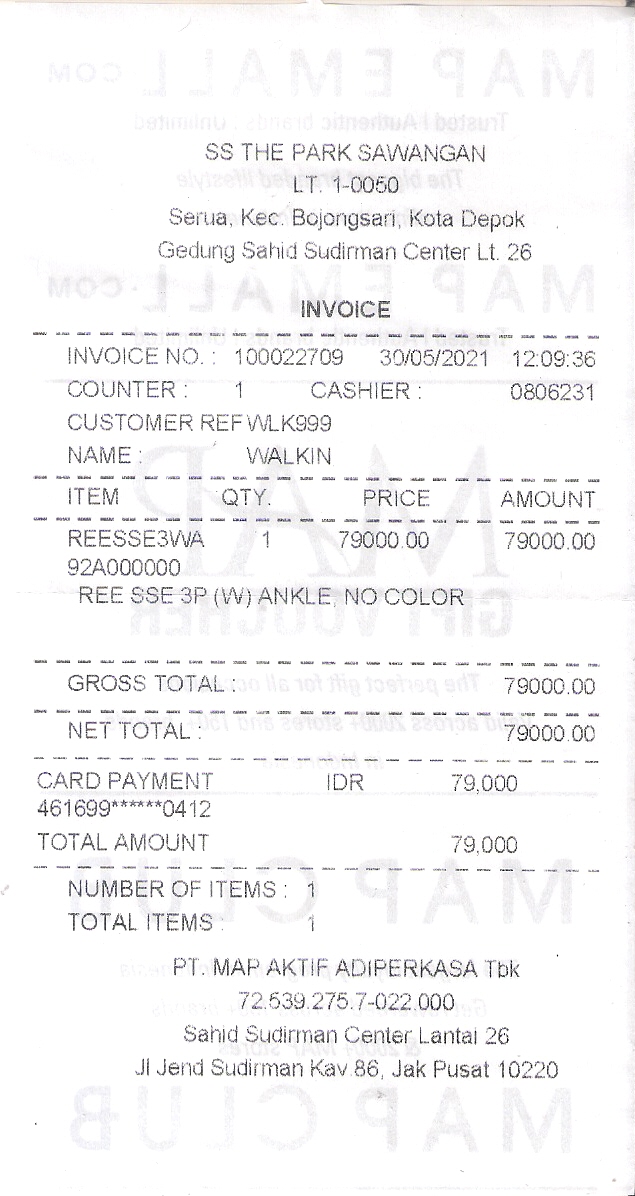 SS THE PARK SAWANGAN
LT. 1-0050
Serua, Kec. Bojongsari, Kota Depok
Gedung Sahid Sudirman Center Lt. 26
INVOICE
INVOICE NO. : 100022709 30/05/2021 12:09:36
COUNTER : 1 CASHIER : 0806231
CUSTOMER REF WLK999
NAME : WALKIN
ITEM QTY. PRICE AMOUNT
REESSE3WA 1 79000.00 79000.00
92A000000
REE SSE 3P (W) ANKLE, NO COLOR
GROSS TOTAL : 79000.00
NET TOTAL : 79000.00
CARD PAYMENT IDR 79,000
461699******0412
TOTAL AMOUNT 79,000
NUMBER OF ITEMS : 1
TOTAL ITEMS : 1
PT. MAP AKTIF ADIPERKASA Tbk
72.539.275.7-022.000
Sahid Sudirman Center Lantai 26
Jl Jend Sudirman Kav.86, Jak Pusat 10220